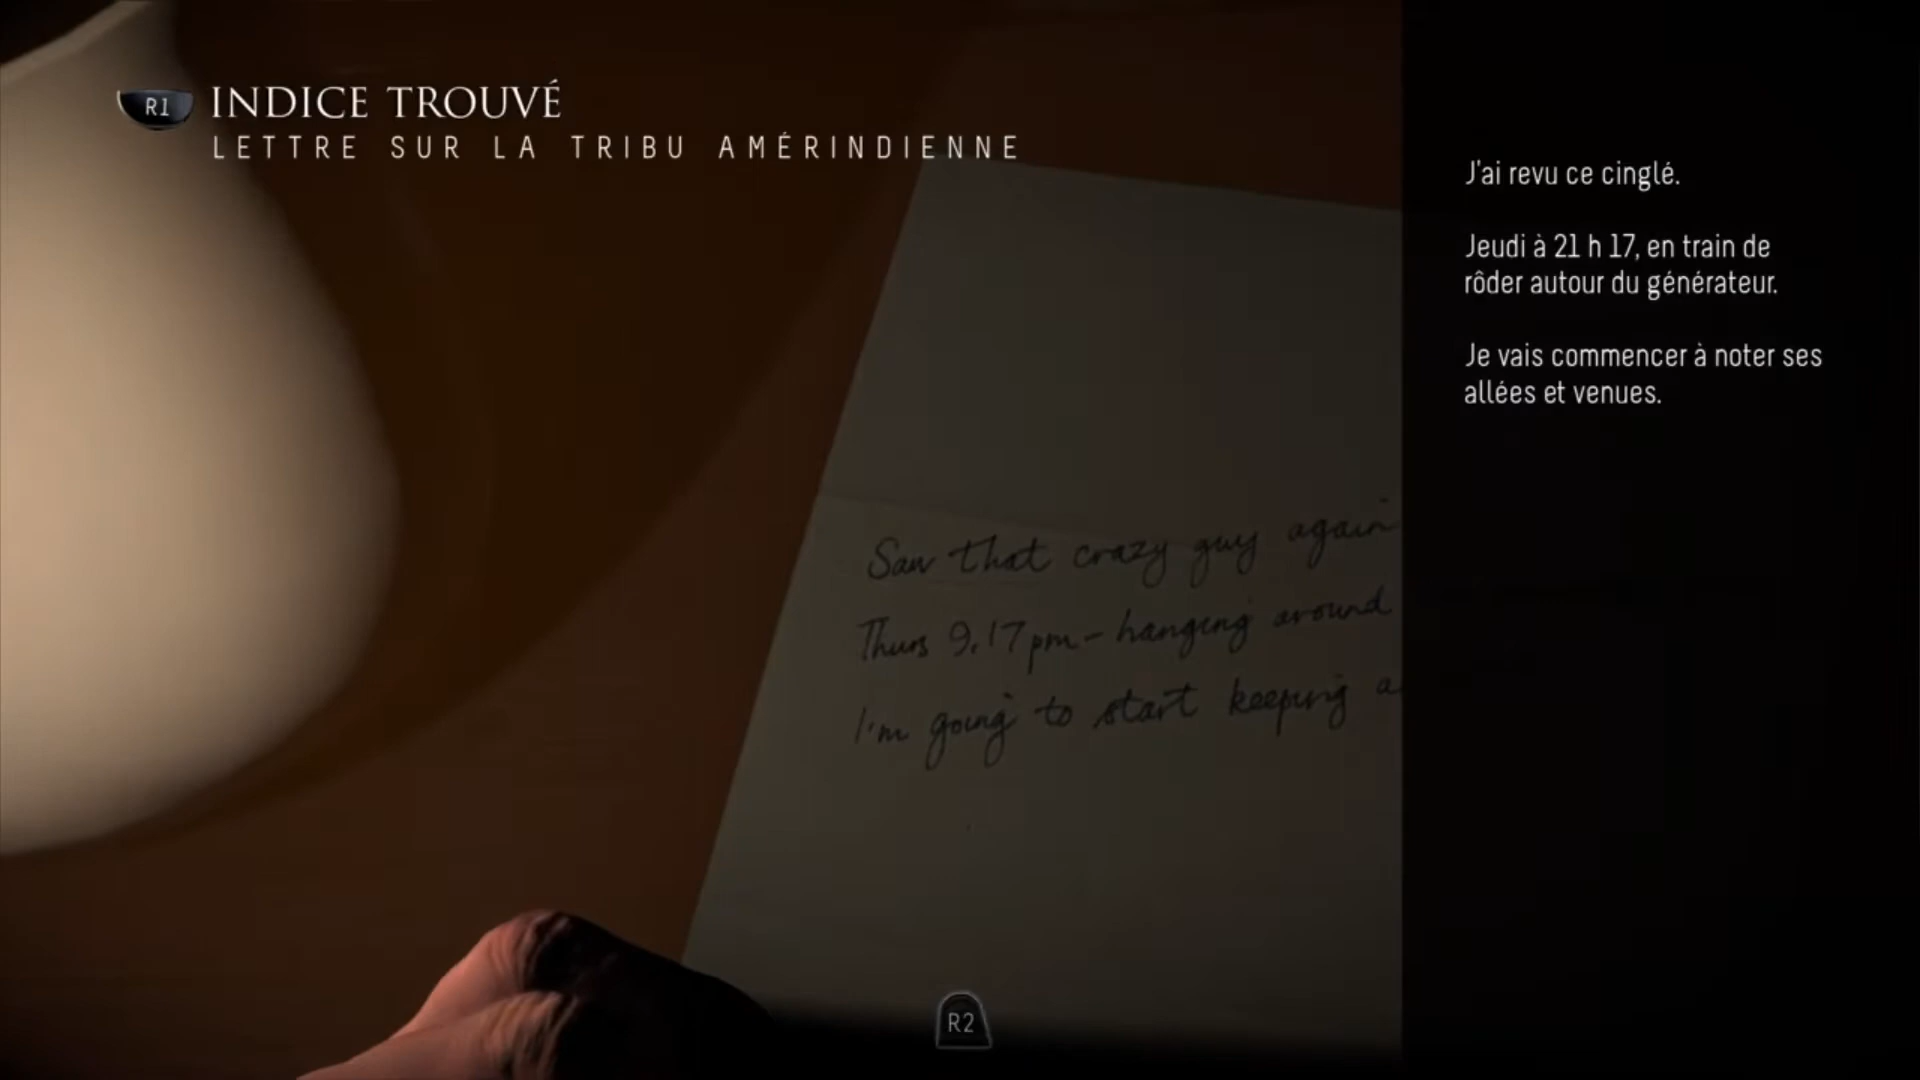 R1
INDICE TROUVÉ
LETTRE SUR LA TRIBU AMÉRINDIENNE
J'ai revu ce cinglé.
Jeudi à 21 h 17, en train de
rôder autour du générateur.
Je vais commencer à noter ses
allées et venues.
Saw that crazy guy again
Thurs 9.17pm - hanging around
I'm going to start keeping a
R2